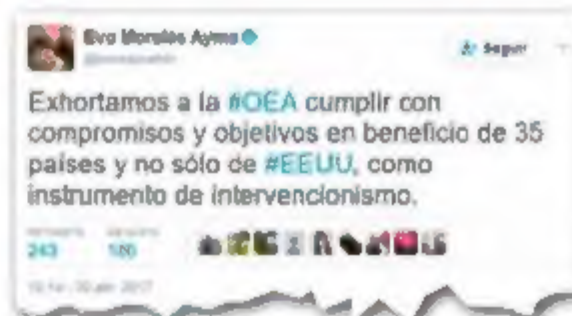 Evo Morales Ayma
Seguir
Exhortamos a la #OEA cumplir con
compromisos y objetivos en beneficio de 35
países y no sólo de #EEUU, como
instrumento de intervencionismo.
243